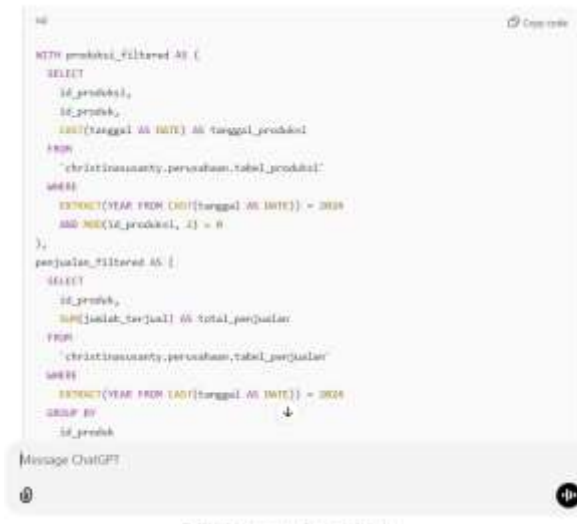 sql
Copy code
WITH produksi_filtered AS (
SELECT
id_produksi,
id_produk,
CAST(tanggal AS DATE) AS tanggal_produksi
FROM
`christinasusanty.perusahaan.tabel_produksi`
WHERE
EXTRACT(YEAR FROM CAST(tanggal AS DATE)) = 2024
AND MOD(id_produksi, 2) = 0
),
penjualan_filtered AS (
SELECT
id_produk,
SUM(jumlah_terjual) AS total_penjualan
FROM
`christinasusanty.perusahaan.tabel_penjualan`
WHERE
EXTRACT(YEAR FROM CAST(tanggal AS DATE)) = 2024
GROUP BY
id_produk
Message ChatGPT